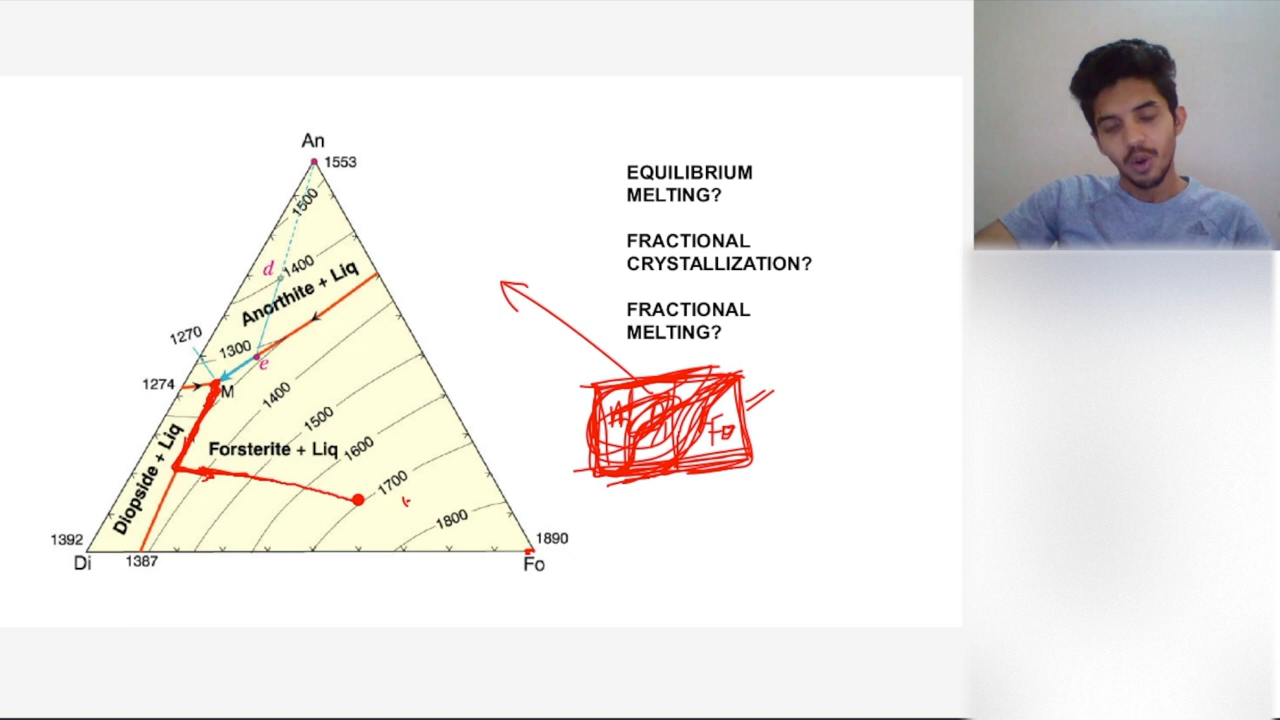 An
1553
1500
d
1400
Anorthite + Liq
1270
1300
e
1274
M
1400
1500
Diopside + Liq
Forsterite + Liq
1600
1700
1800
1392
1890
Di
1387
Fo
EQUILIBRIUM
MELTING?
FRACTIONAL
CRYSTALLIZATION?
FRACTIONAL
MELTING?
Fo